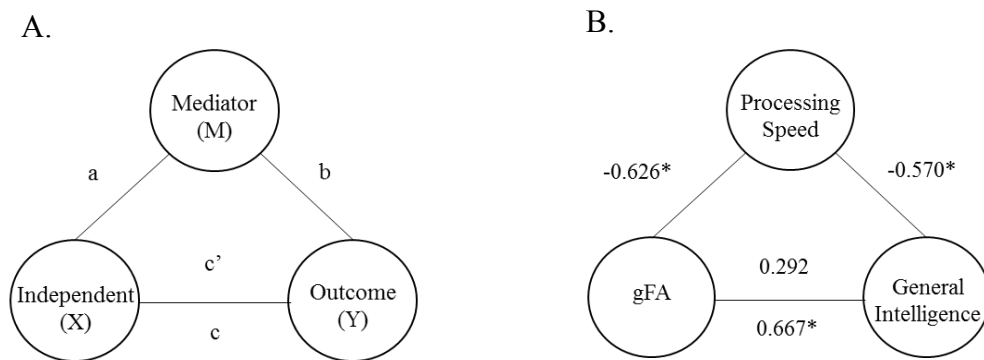 A.
Mediator
(M)
a
b
Independent
(X)
c’
c
Outcome
(Y)
B.
Processing
Speed
-0.626*
-0.570*
gFA
0.292
0.667*
General
Intelligence